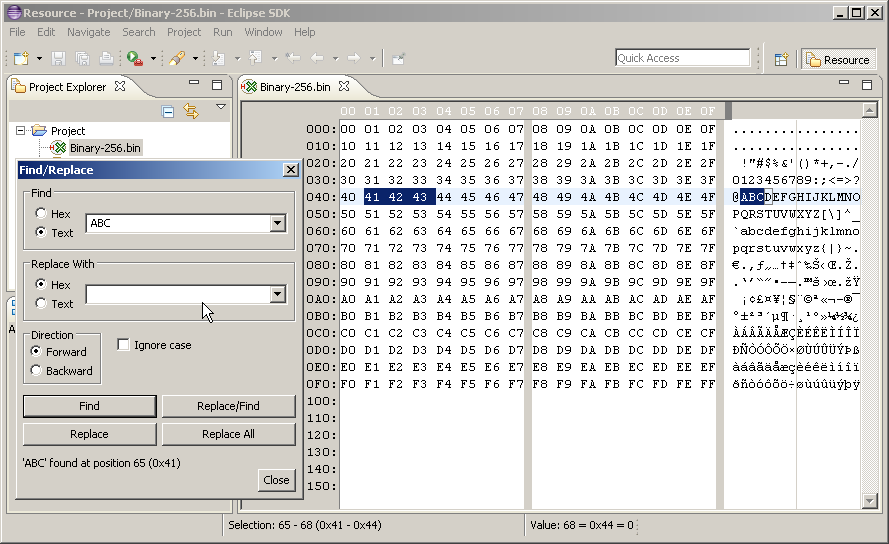 Resource - Project/Binary-256.bin - Eclipse SDK
File Edit Navigate Search Project Run Window Help
Quick Access
Resource
Project Explorer
Binary-256.bin
Project
Binary-256.bin
Find/Replace
Find
Hex
Text
ABC
Replace With
Hex
Text
Direction
Forward
Backward
Ignore case
Find
Replace/Find
Replace
Replace All
'ABC' found at position 65 (0x41)
Close
00 01 02 03 04 05 06 07 08 09 0A 0B 0C 0D 0E 0F
000: 00 01 02 03 04 05 06 07 08 09 0A 0B 0C 0D 0E 0F ................
010: 10 11 12 13 14 15 16 17 18 19 1A 1B 1C 1D 1E 1F ................
020: 20 21 22 23 24 25 26 27 28 29 2A 2B 2C 2D 2E 2F !"#$%&'()*+,-./
030: 30 31 32 33 34 35 36 37 38 39 3A 3B 3C 3D 3E 3F 0123456789:;<=>?
040: 40 41 42 43 44 45 46 47 48 49 4A 4B 4C 4D 4E 4F @ABCDEFGHIJKLMNO
050: 50 51 52 53 54 55 56 57 58 59 5A 5B 5C 5D 5E 5F PQRSTUVWXYZ[\]^_
060: 60 61 62 63 64 65 66 67 68 69 6A 6B 6C 6D 6E 6F `abcdefghijklmno
070: 70 71 72 73 74 75 76 77 78 79 7A 7B 7C 7D 7E 7F pqrstuvwxyz{|}~.
080: 80 81 82 83 84 85 86 87 88 89 8A 8B 8C 8D 8E 8F €.‚ƒ„…†‡ˆ‰Š‹Œ.Ž.
090: 90 91 92 93 94 95 96 97 98 99 9A 9B 9C 9D 9E 9F .‘’“”•–—˜™š›œ.žŸ
0A0: A0 A1 A2 A3 A4 A5 A6 A7 A8 A9 AA AB AC AD AE AF ¡¢£¤¥¦§¨©ª«¬-®¯
0B0: B0 B1 B2 B3 B4 B5 B6 B7 B8 B9 BA BB BC BD BE BF °±²³´µ¶·¸¹º»¼½¾¿
0C0: C0 C1 C2 C3 C4 C5 C6 C7 C8 C9 CA CB CC CD CE CF ÀÁÂÃÄÅÆÇÈÉÊËÌÍÎÏ
0D0: D0 D1 D2 D3 D4 D5 D6 D7 D8 D9 DA DB DC DD DE DF ÐÑÒÓÔÕÖ×ØÙÚÛÜÝÞß
0E0: E0 E1 E2 E3 E4 E5 E6 E7 E8 E9 EA EB EC ED EE EF àáâãäåæçèéêëìíîï
0F0: F0 F1 F2 F3 F4 F5 F6 F7 F8 F9 FA FB FC FD FE FF ðñòóôõö÷øùúûüýþÿ
100:
110:
120:
130:
140:
150:
Selection: 65 - 68 (0x41 - 0x44)
Value: 68 = 0x44 = 0